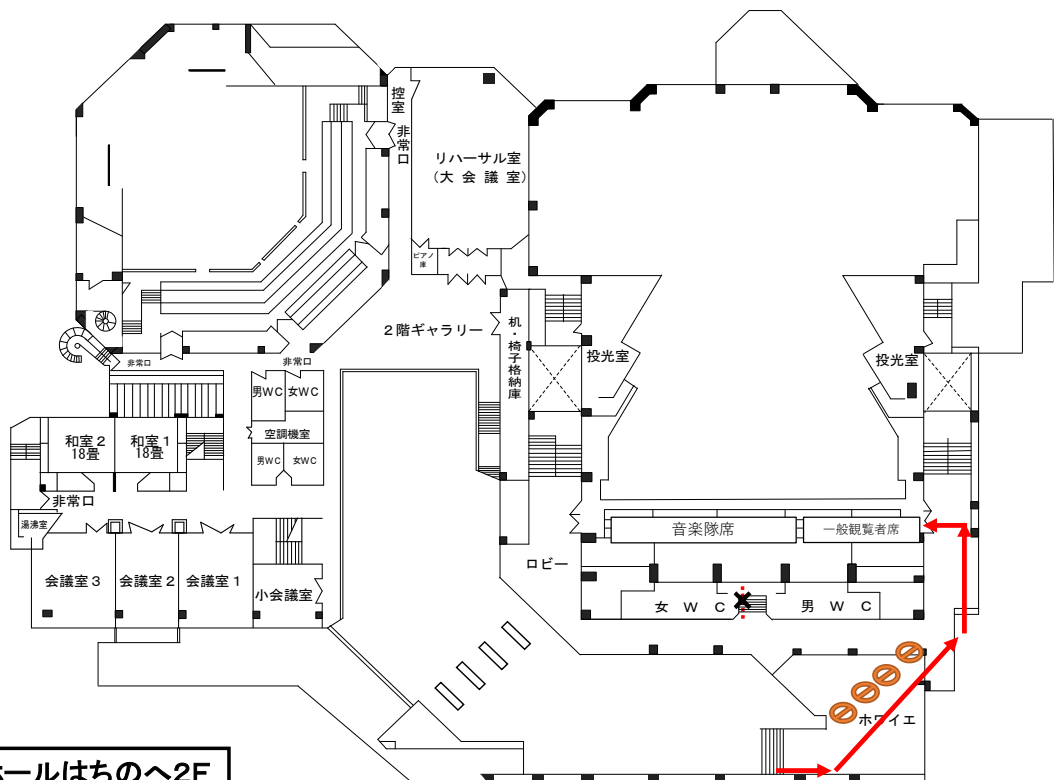 控室
非常口
リハーサル室
(大会議室)
ピアノ庫
2階ギャラリー
机・椅子格納庫
投光室
投光室
非常口
非常口
男WC
女WC
空調機室
男WC
女WC
和室2
18畳
和室1
18畳
非常口
湯沸室
音楽隊席
一般観覧者席
ロビー
会議室3
会議室2
会議室1
小会議室
女WC
男WC
ホワイエ
ホールはちのへ2F